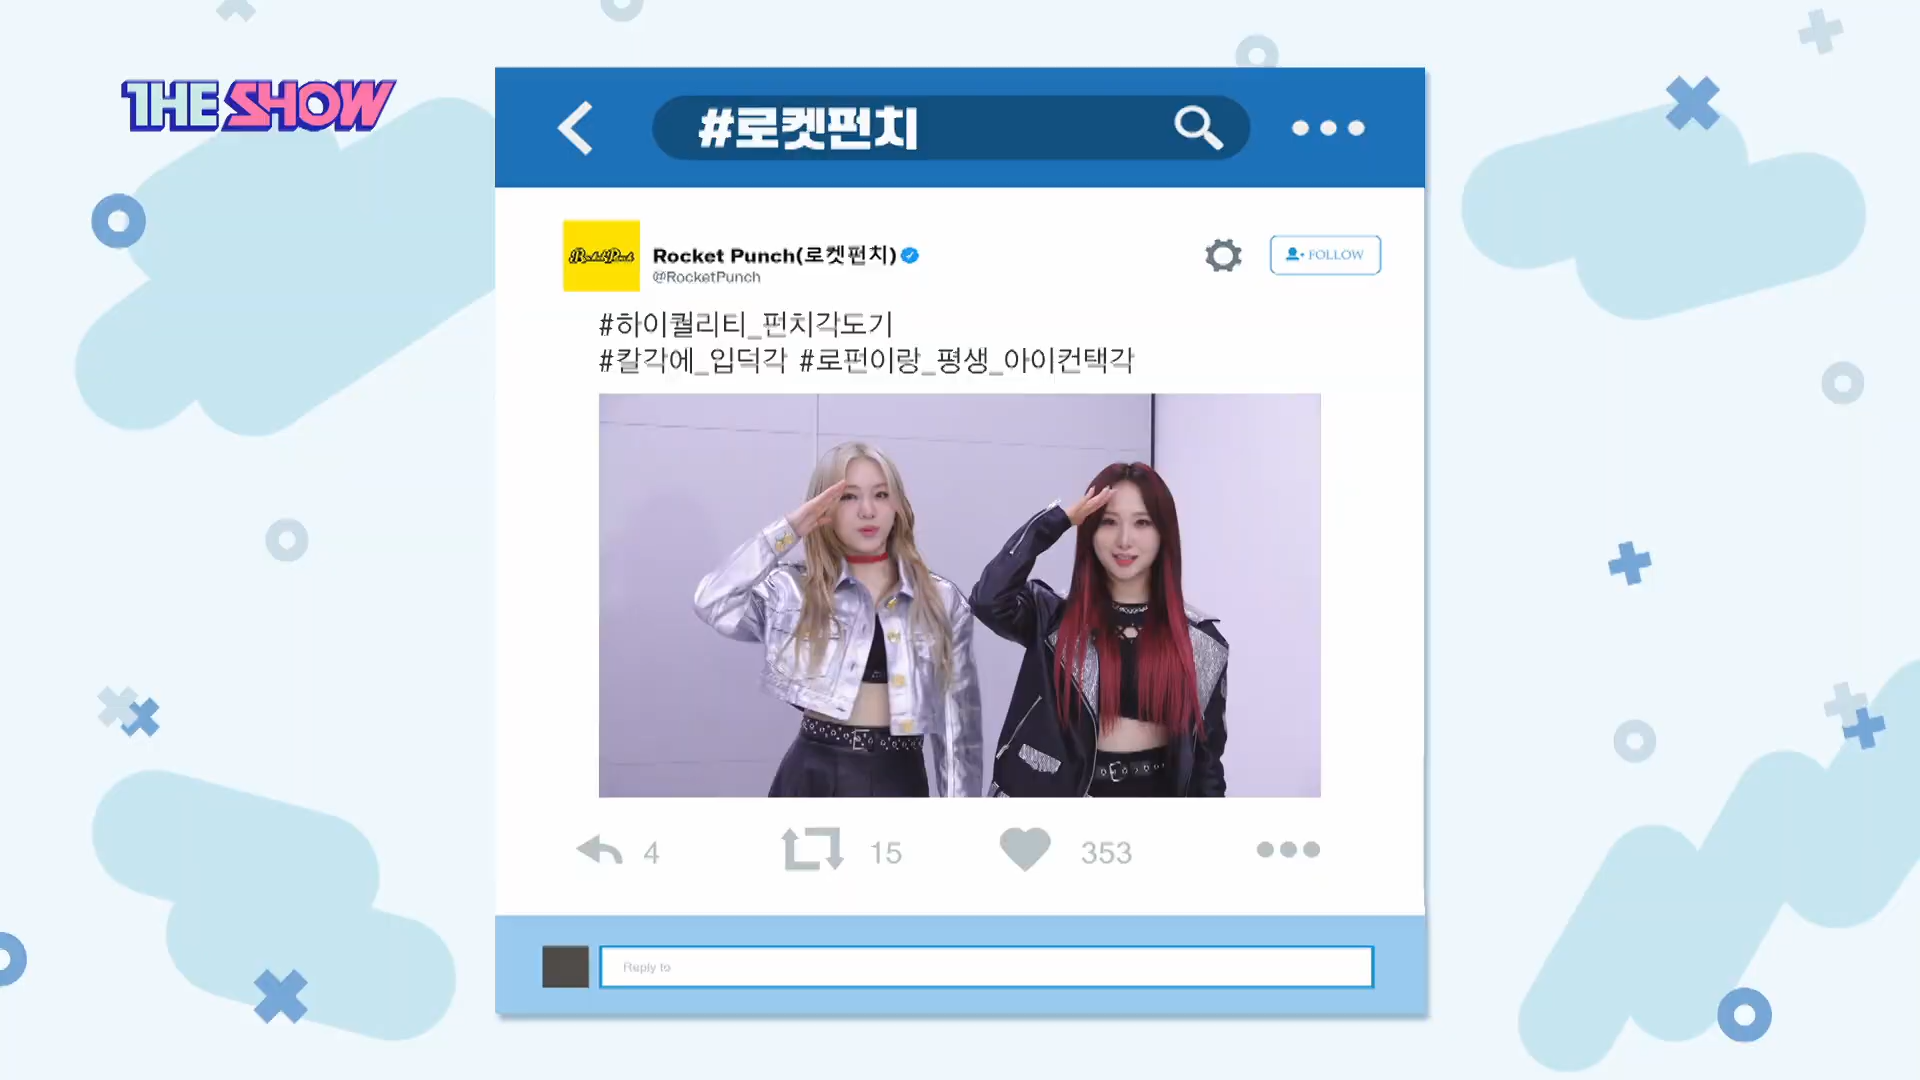 THE SHOW
#로켓펀치
Rocket Punch
Rocket Punch(로켓펀치)
@RocketPunch
FOLLOW
#하이퀄리티_펀치각도기
#칼각에_입덕각 #로펀이랑_평생_아이컨택각
4
15
353
Reply to